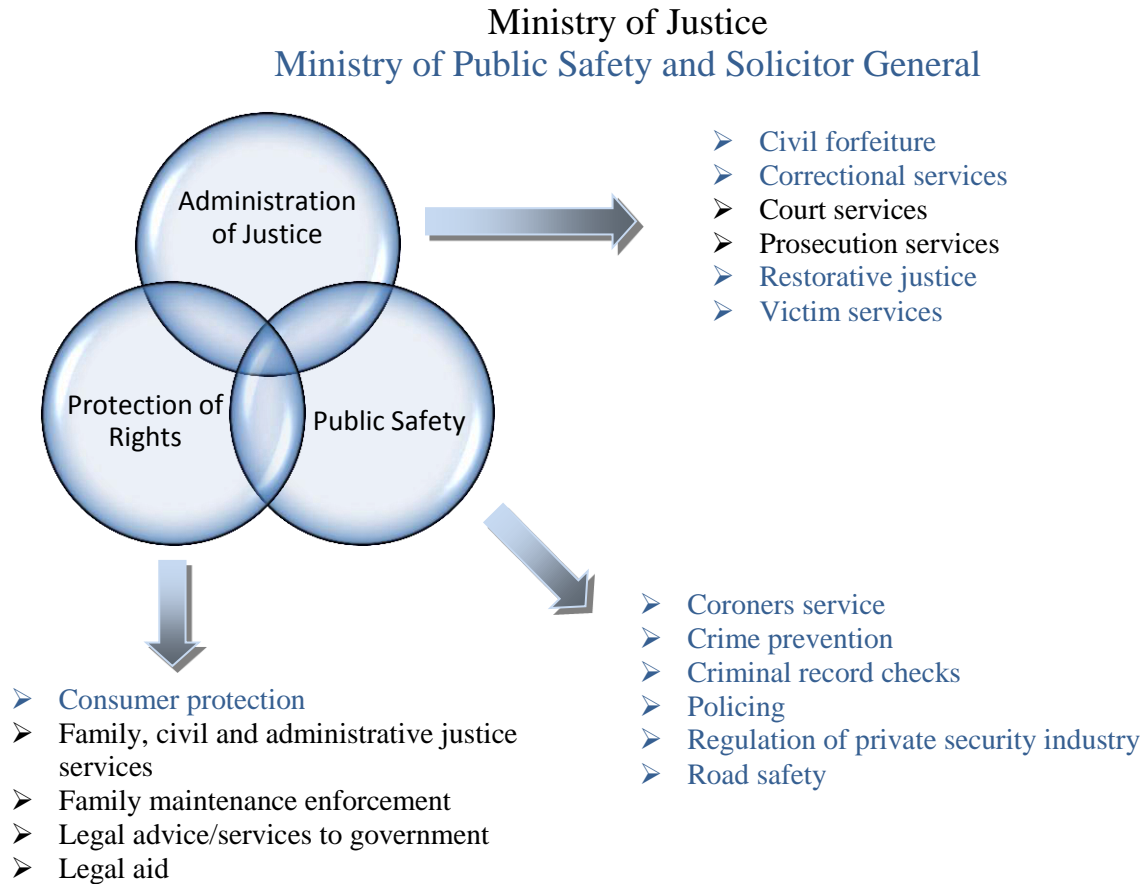 Ministry of Justice
Ministry of Public Safety and Solicitor General
Administration
of Justice
Protection of
Rights
Public Safety
➢ Civil forfeiture
➢ Correctional services
➢ Court services
➢ Prosecution services
➢ Restorative justice
➢ Victim services
➢ Coroners service
➢ Crime prevention
➢ Criminal record checks
➢ Policing
➢ Regulation of private security industry
➢ Road safety
➢ Consumer protection
➢ Family, civil and administrative justice
services
➢ Family maintenance enforcement
➢ Legal advice/services to government
➢ Legal aid